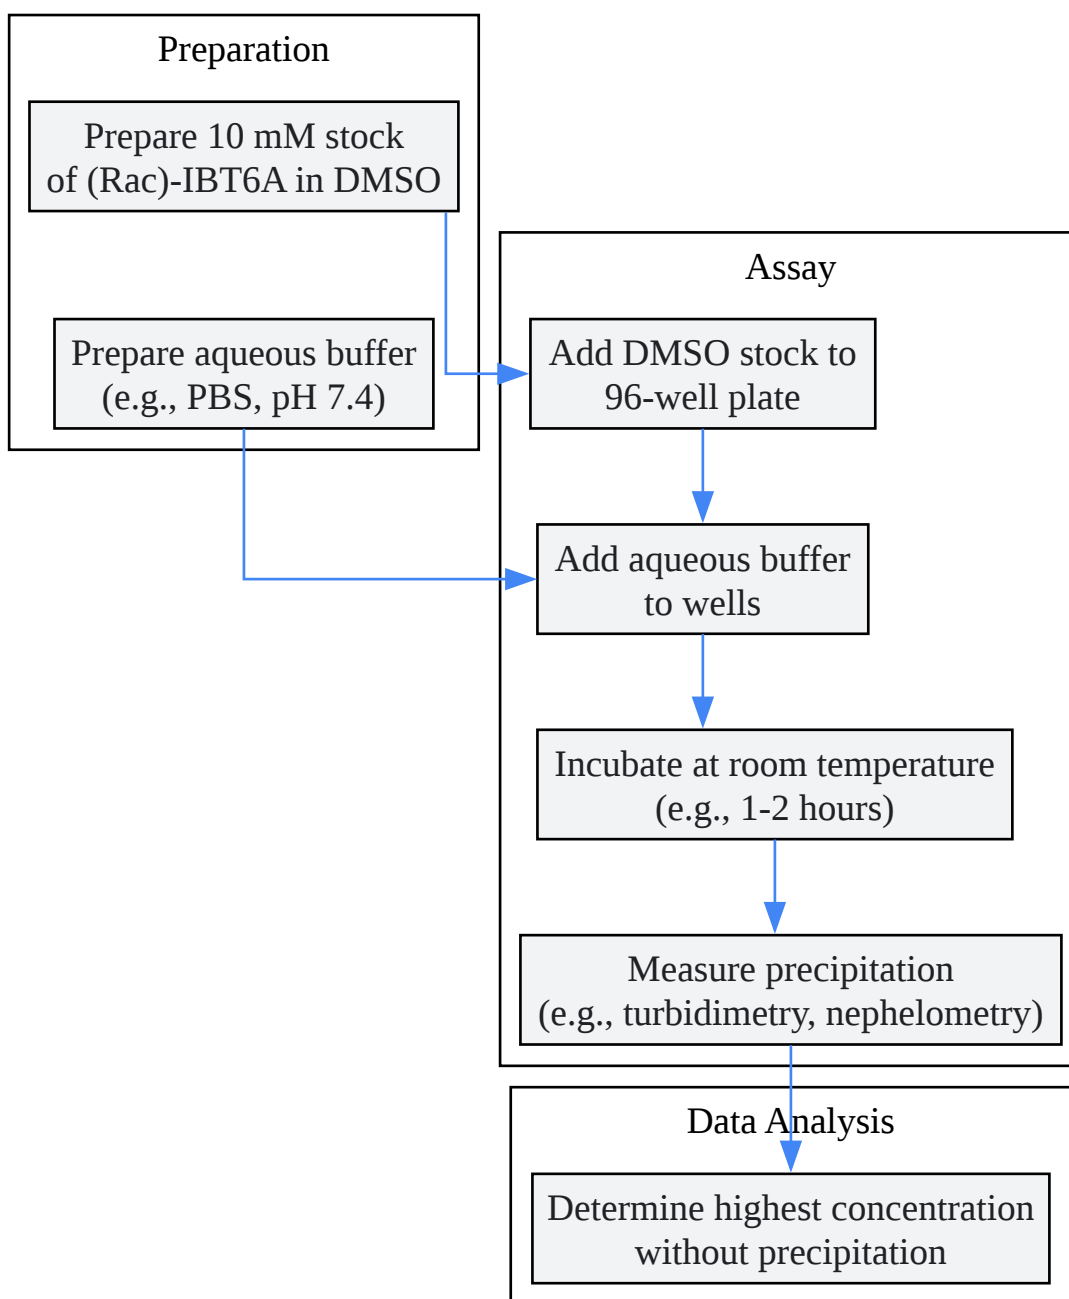 Preparation
Prepare 10 mM stock
of (Rac)-IBT6A in DMSO
Prepare aqueous buffer
(e.g., PBS, pH 7.4)
Assay
Add DMSO stock to
96-well plate
Add aqueous buffer
to wells
Incubate at room temperature
(e.g., 1-2 hours)
Measure precipitation
(e.g., turbidimetry, nephelometry)
Data Analysis
Determine highest concentration
without precipitation